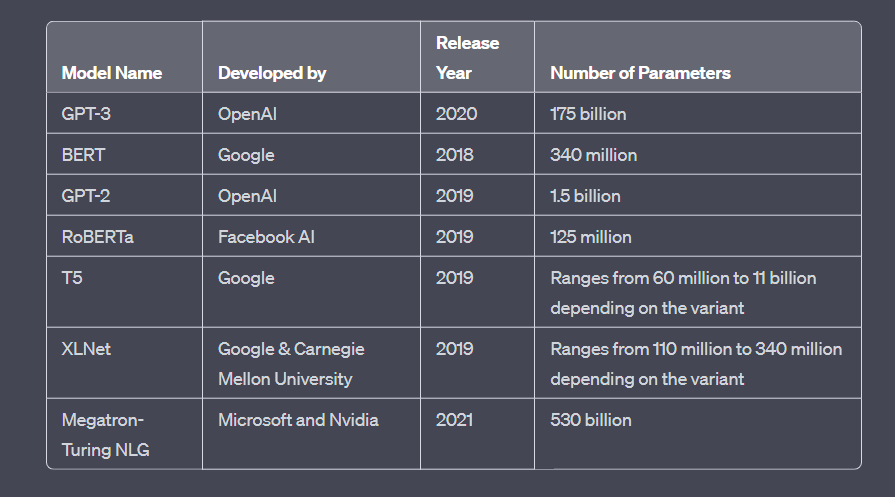 Model Name Developed by Release Year Number of Parameters
GPT-3 OpenAI 2020 175 billion
BERT Google 2018 340 million
GPT-2 OpenAI 2019 1.5 billion
RoBERTa Facebook AI 2019 125 million
T5 Google 2019 Ranges from 60 million to 11 billion
depending on the variant
XLNet Google & Carnegie 2019 Ranges from 110 million to 340 million
Mellon University depending on the variant
Megatron- Microsoft and Nvidia 2021 530 billion
Turing NLG